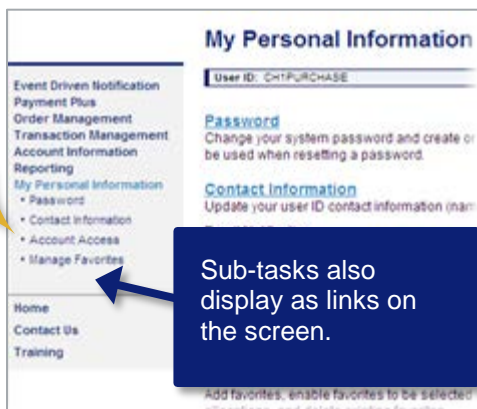 My Personal Information
User ID: CH1PURCHASE
Event Driven Notification
Payment Plus
Order Management
Transaction Management
Account Information
Reporting
My Personal Information
• Password
• Contact Information
• Account Access
• Manage Favorites
Home
Contact Us
Training
Password
Change your system password and create or
be used when resetting a password.
Contact Information
Update your user ID contact information (nam
Sub-tasks also
display as links on
the screen.
Add favorites, enable favorites to be selected